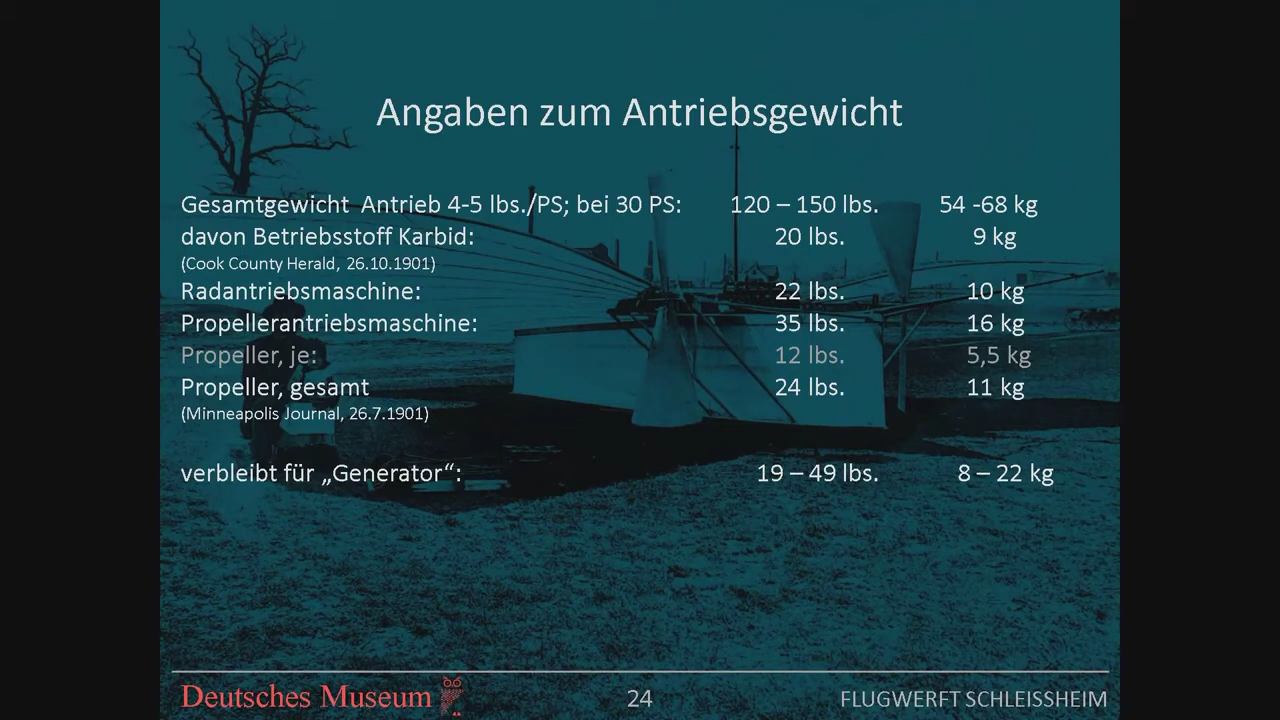 Angaben zum Antriebsgewicht
Gesamtgewicht Antrieb 4-5 lbs./PS; bei 30 PS: 120 – 150 lbs. 54 -68 kg
davon Betriebsstoff Karbid: 20 lbs. 9 kg
(Cook County Herald, 26.10.1901)
Radantriebsmaschine: 22 lbs. 10 kg
Propellerantriebsmaschine: 35 lbs. 16 kg
Propeller, je: 12 lbs. 5,5 kg
Propeller, gesamt 24 lbs. 11 kg
(Minneapolis Journal, 26.7.1901)
verbleibt für „Generator“: 19 – 49 lbs. 8 – 22 kg
Deutsches Museum 24 FLUGWERFT SCHLEISSHEIM